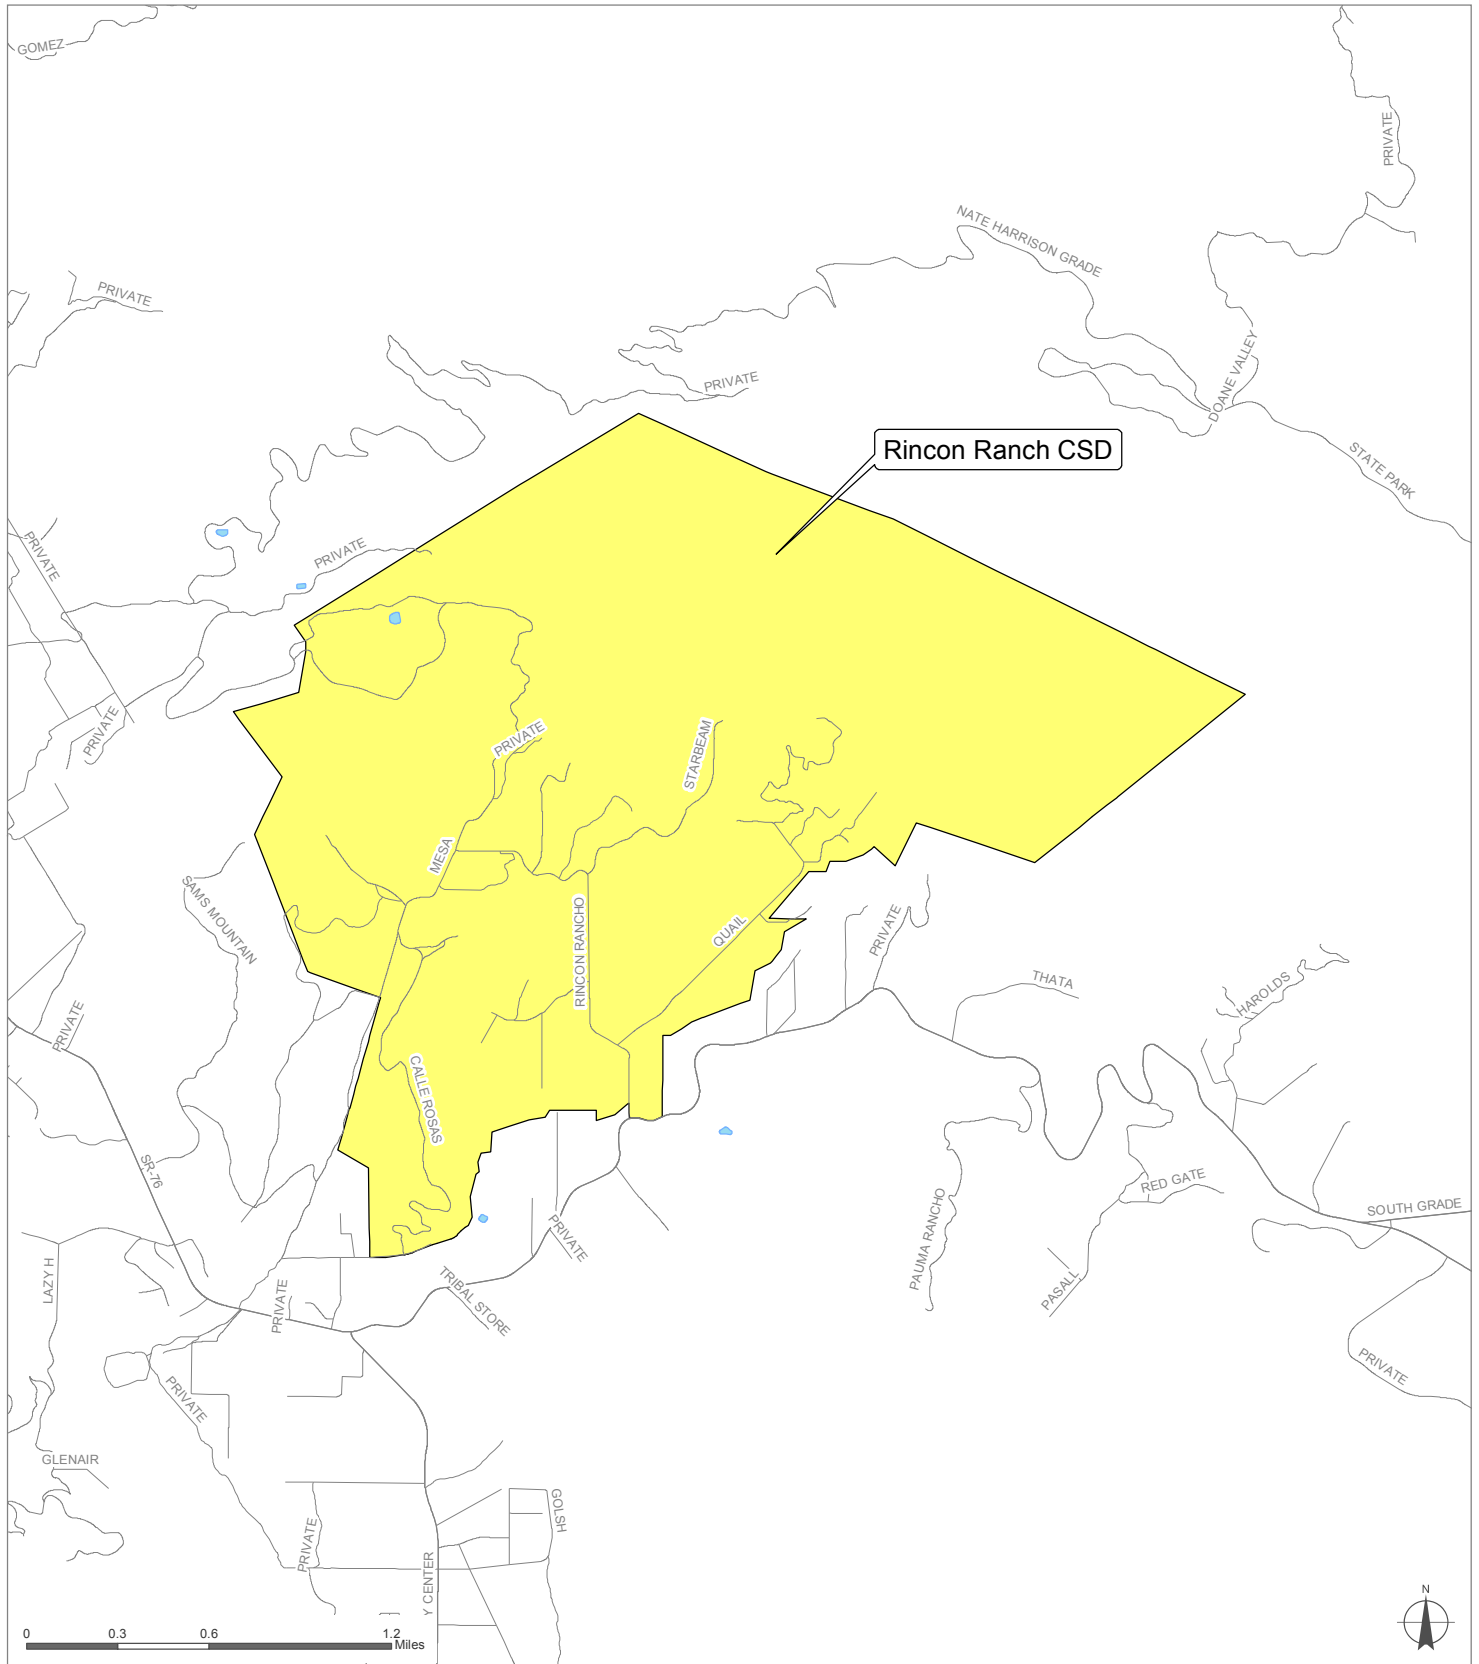 GOMEZ
PRIVATE
NATE HARRISON GRADE
PRIVATE
DOANE VALLEY
PRIVATE
Rincon Ranch CSD
STATE PARK
PRIVATE
PRIVATE
PRIVATE
PRIVATE
STARBEAM
MESA
SAMS MOUNTAIN
RINCON RANCHO
QUAIL
PRIVATE
THATA
HAROLDS
PRIVATE
CALLE ROSAS
SR-76
RED GATE
SOUTH GRADE
PAUMA RANCHO
PRIVATE
LAZY H
PRIVATE
TRIBAL STORE
PASALL
PRIVATE
PRIVATE
GLENAIR
GOLSH
PRIVATE
Y CENTER
N
0 0.3 0.6 1.2
Miles